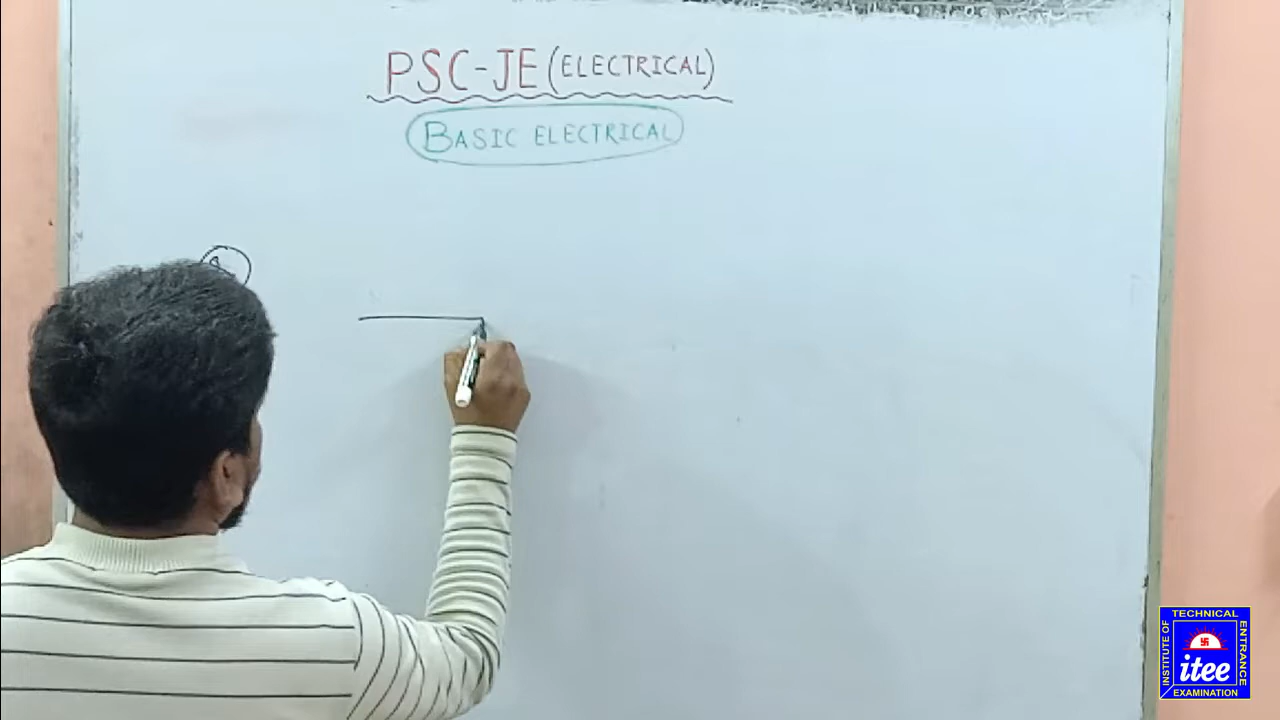 PSC-JE (ELECTRICAL)
BASIC ELECTRICAL
TECHNICAL
INSTITUTE OF
ENTRANCE
itee
EXAMINATION